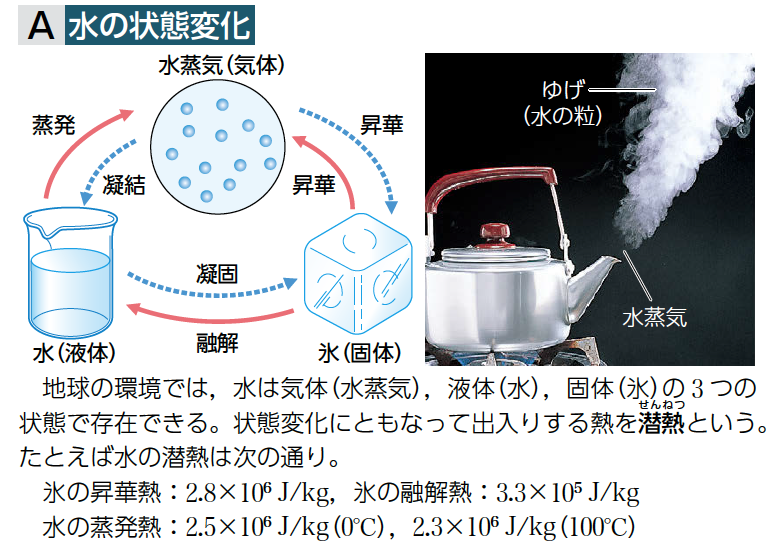 A 水の状態変化
水蒸気(気体)
蒸発
昇華
凝結
昇華
凝固
融解
水(液体)
氷(固体)
ゆげ
(水の粒)
水蒸気
地球の環境では，水は気体(水蒸気)，液体(水)，固体(氷)の3つの
状態で存在できる。状態変化にともなって出入りする熱を潜熱という。
せんねつ
たとえば水の潜熱は次の通り。
氷の昇華熱：2.8×10⁶ J/kg，氷の融解熱：3.3×10⁵ J/kg
水の蒸発熱：2.5×10⁶ J/kg(0℃)，2.3×10⁶ J/kg(100℃)